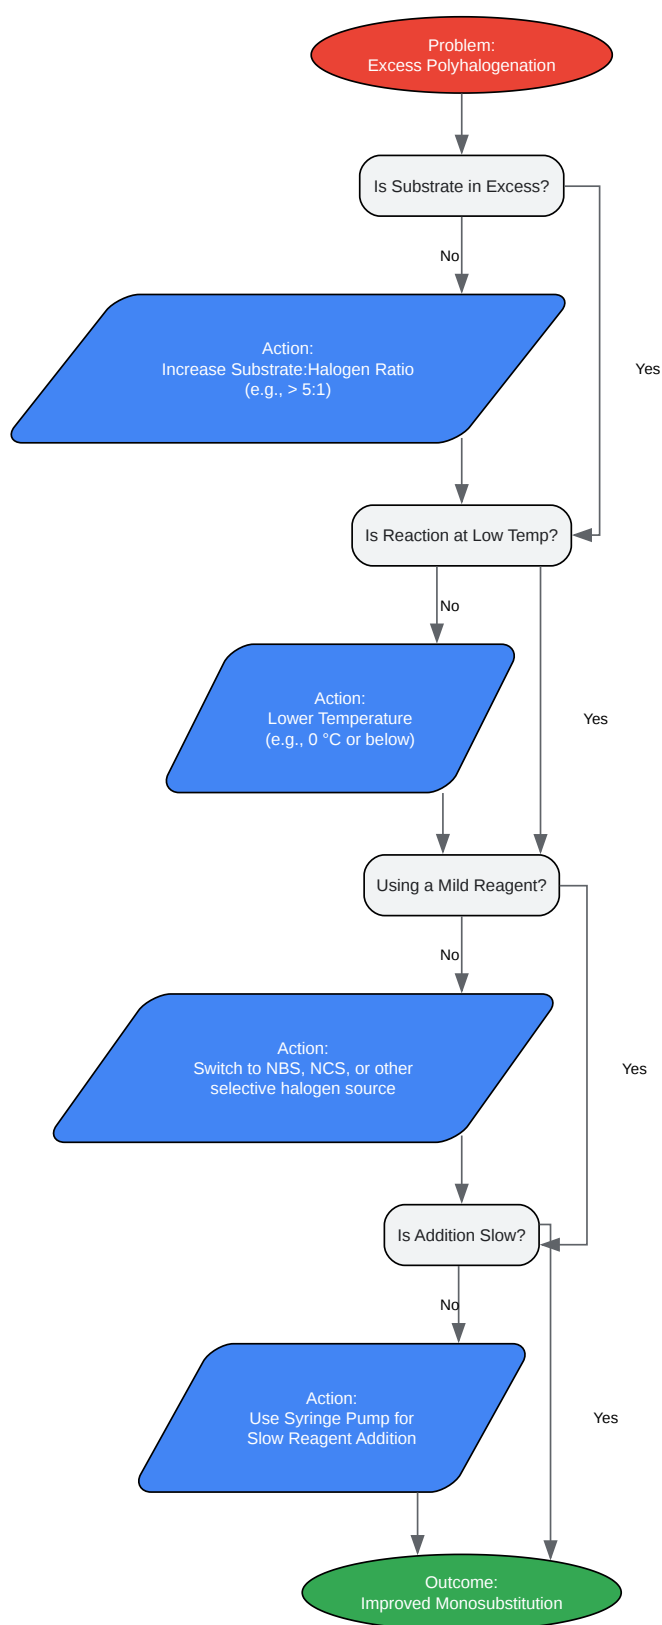 Problem:
Excess Polyhalogenation
Is Substrate in Excess?
No
Action:
Increase Substrate:Halogen Ratio
(e.g., > 5:1)
Yes
Is Reaction at Low Temp?
No
Action:
Lower Temperature
(e.g., 0 °C or below)
Yes
Using a Mild Reagent?
No
Action:
Switch to NBS, NCS, or other
selective halogen source
Yes
Is Addition Slow?
No
Action:
Use Syringe Pump for
Slow Reagent Addition
Yes
Outcome:
Improved Monosubstitution